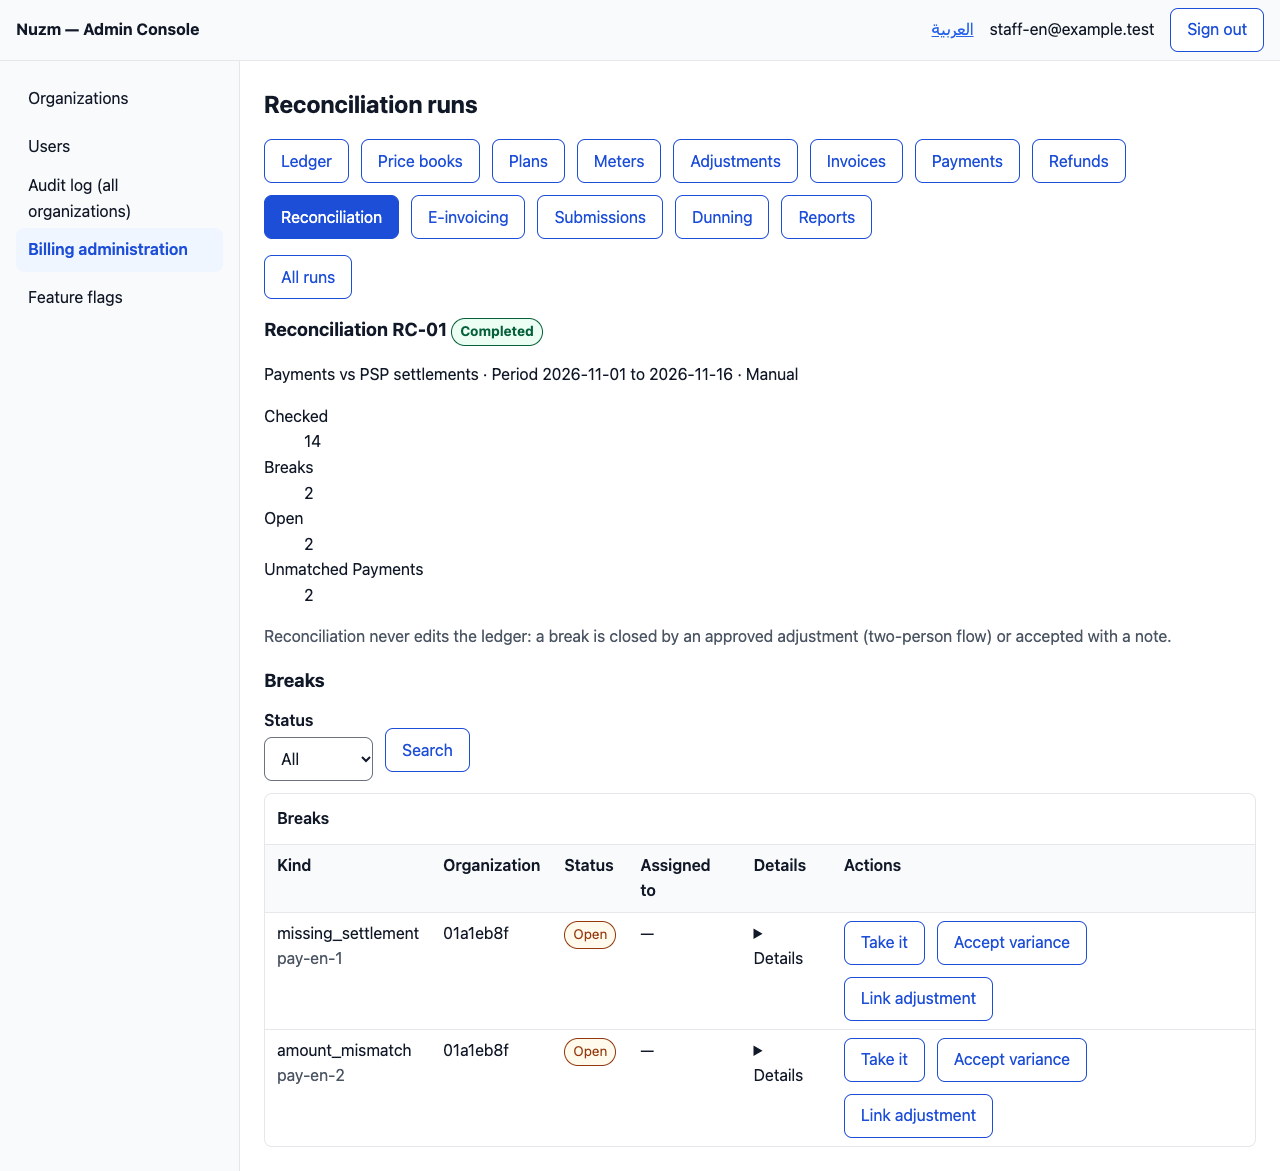 Nuzm — Admin Console
العربية
staff-en@example.test
Sign out
Organizations
Users
Audit log (all
organizations)
Billing administration
Feature flags
Reconciliation runs
Ledger
Price books
Plans
Meters
Adjustments
Invoices
Payments
Refunds
Reconciliation
E-invoicing
Submissions
Dunning
Reports
All runs
Reconciliation RC-01 Completed
Payments vs PSP settlements · Period 2026-11-01 to 2026-11-16 · Manual
Checked
14
Breaks
2
Open
2
Unmatched Payments
2
Reconciliation never edits the ledger: a break is closed by an approved adjustment (two-person flow) or accepted with a note.
Breaks
Status
All
Search
Breaks
Kind Organization Status Assigned to Details Actions
missing_settlement 01a1eb8f Open — Details Take it Accept variance
pay-en-1
Link adjustment
amount_mismatch 01a1eb8f Open — Details Take it Accept variance
pay-en-2
Link adjustment